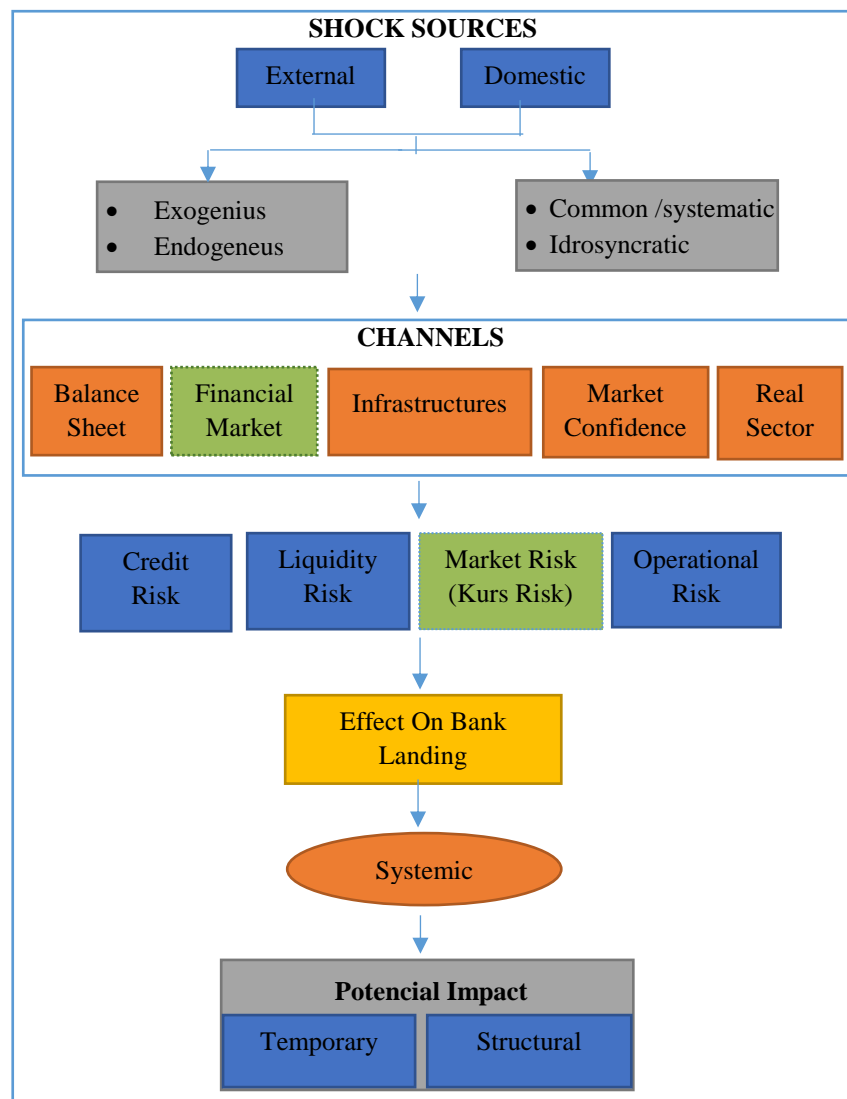 SHOCK SOURCES
External
Domestic
• Exogenius
• Endogeneus
• Common /systematic
• Idrosyncratic
CHANNELS
Balance
Sheet
Financial
Market
Infrastructures
Market
Confidence
Real
Sector
Credit
Risk
Liquidity
Risk
Market Risk
(Kurs Risk)
Operational
Risk
Effect On Bank
Landing
Systemic
Potencial Impact
Temporary
Structural